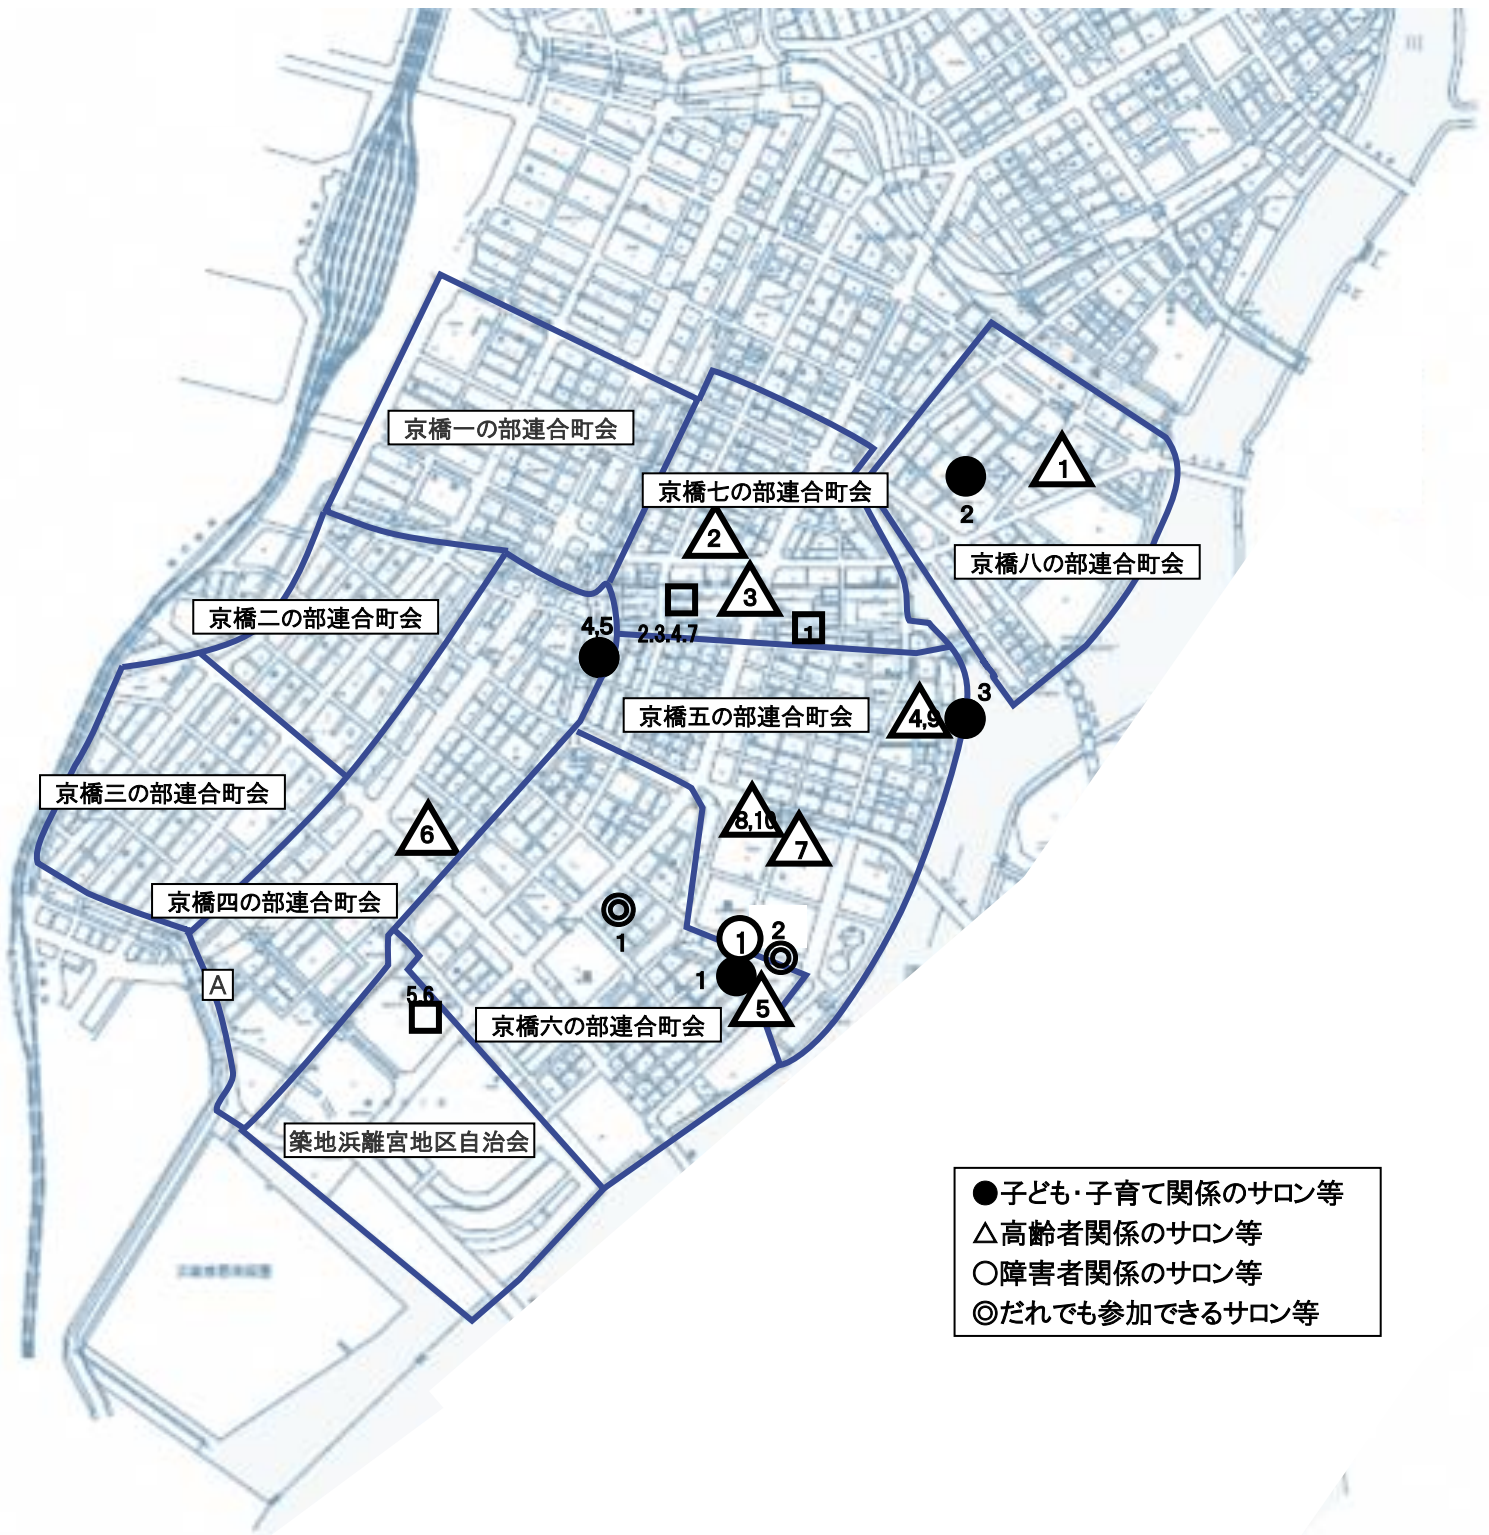 京橋一の部連合町会
京橋七の部連合町会
1
2
2
京橋八の部連合町会
3
京橋二の部連合町会
4,5
2.3.4.7
1
3
京橋五の部連合町会
4,9
京橋三の部連合町会
6
8,10
7
京橋四の部連合町会
1
1
2
A
1
5,6
5
京橋六の部連合町会
築地浜離宮地区自治会
●子ども・子育て関係のサロン等
△高齢者関係のサロン等
○障害者関係のサロン等
◎だれでも参加できるサロン等